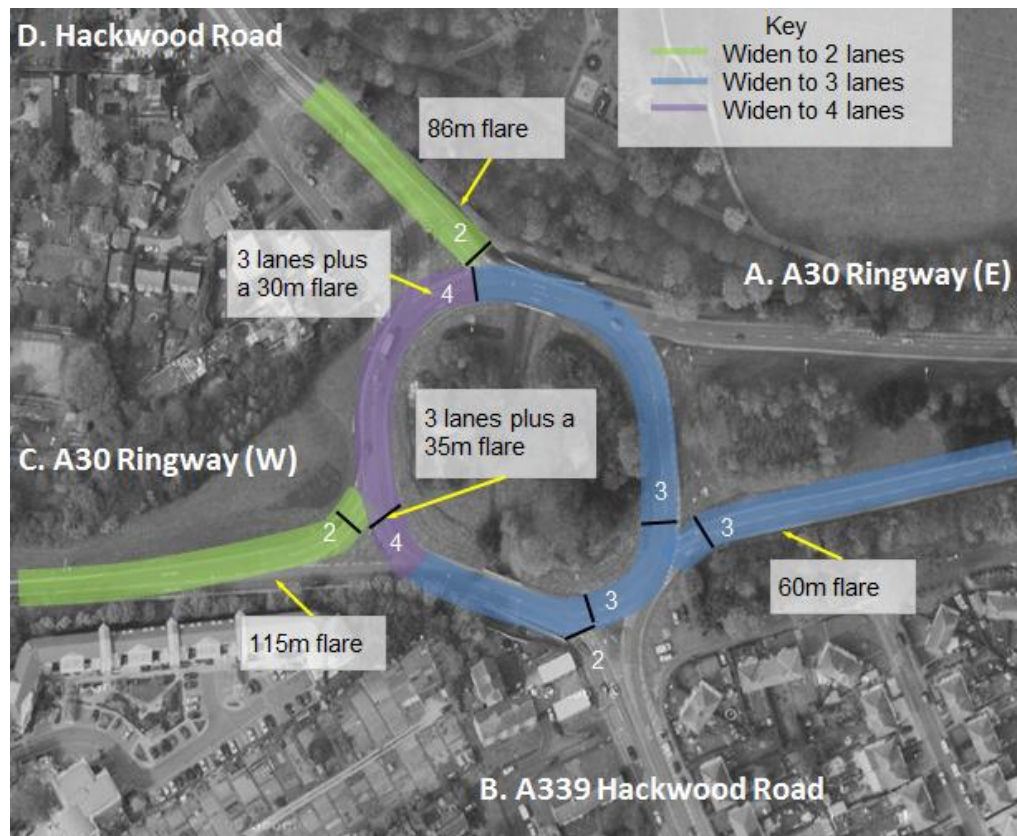 D. Hackwood Road
Key
Widen to 2 lanes
Widen to 3 lanes
Widen to 4 lanes
86m flare
2
3 lanes plus
a 30m flare
4
A. A30 Ringway (E)
3 lanes plus a
35m flare
C. A30 Ringway (W)
3
2
4
3
60m flare
3
115m flare
2
B. A339 Hackwood Road